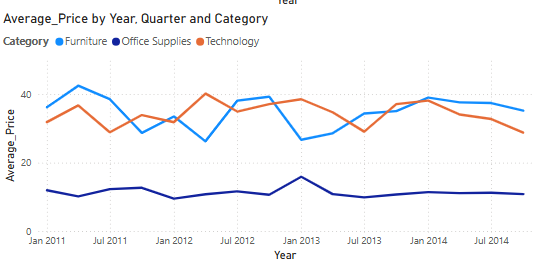 Year
Average_Price by Year, Quarter and Category
Category Furniture Office Supplies Technology
Average_Price
40
20
0
Jan 2011 Jul 2011 Jan 2012 Jul 2012 Jan 2013 Jul 2013 Jan 2014 Jul 2014
Year